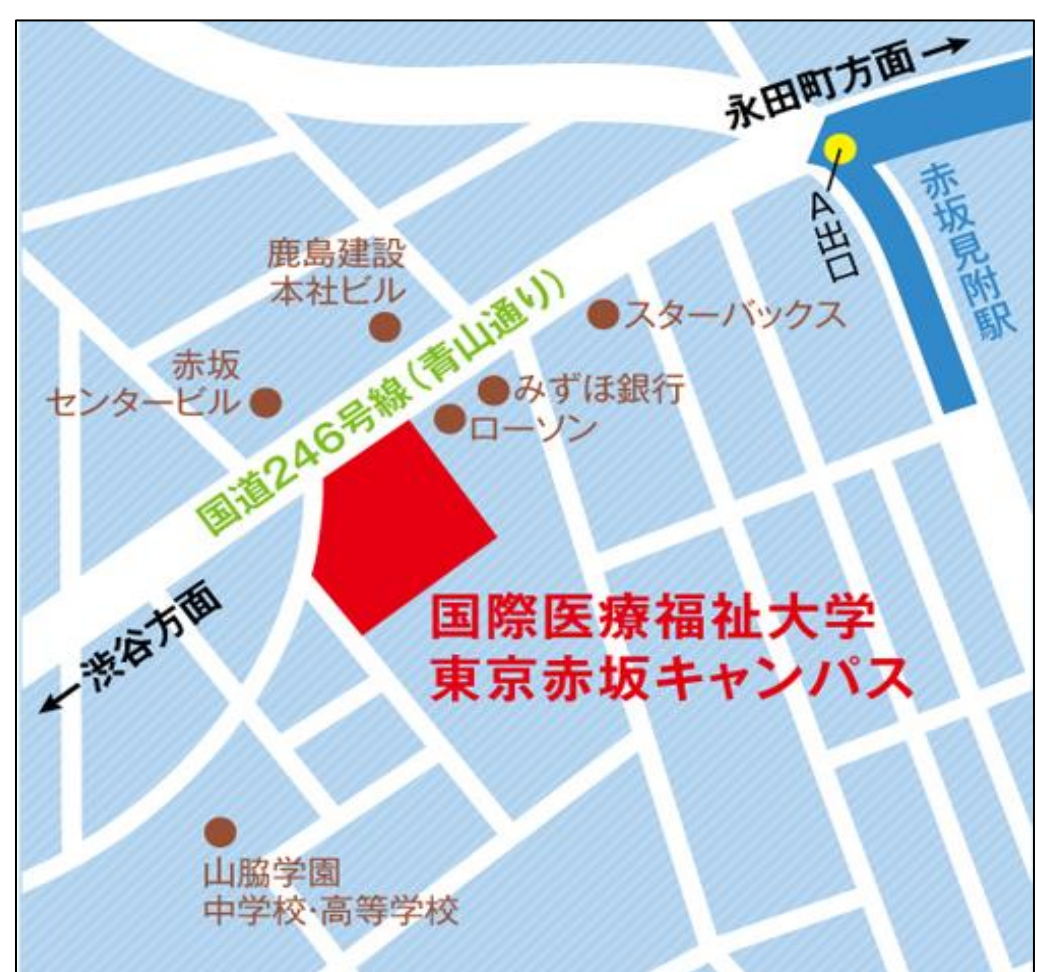 永田町方面→
A出口
赤坂見附駅
鹿島建設
本社ビル
スターバックス
国道246号線(青山通り)
赤坂
センタービル
みずほ銀行
ローソン
←渋谷方面
国際医療福祉大学
東京赤坂キャンパス
山脇学園
中学校·高等学校